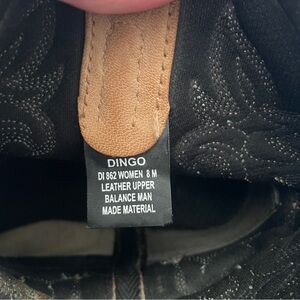 DINGO
DI 862 WOMEN 8 M
LEATHER UPPER
BALANCE MAN
MADE MATERIAL